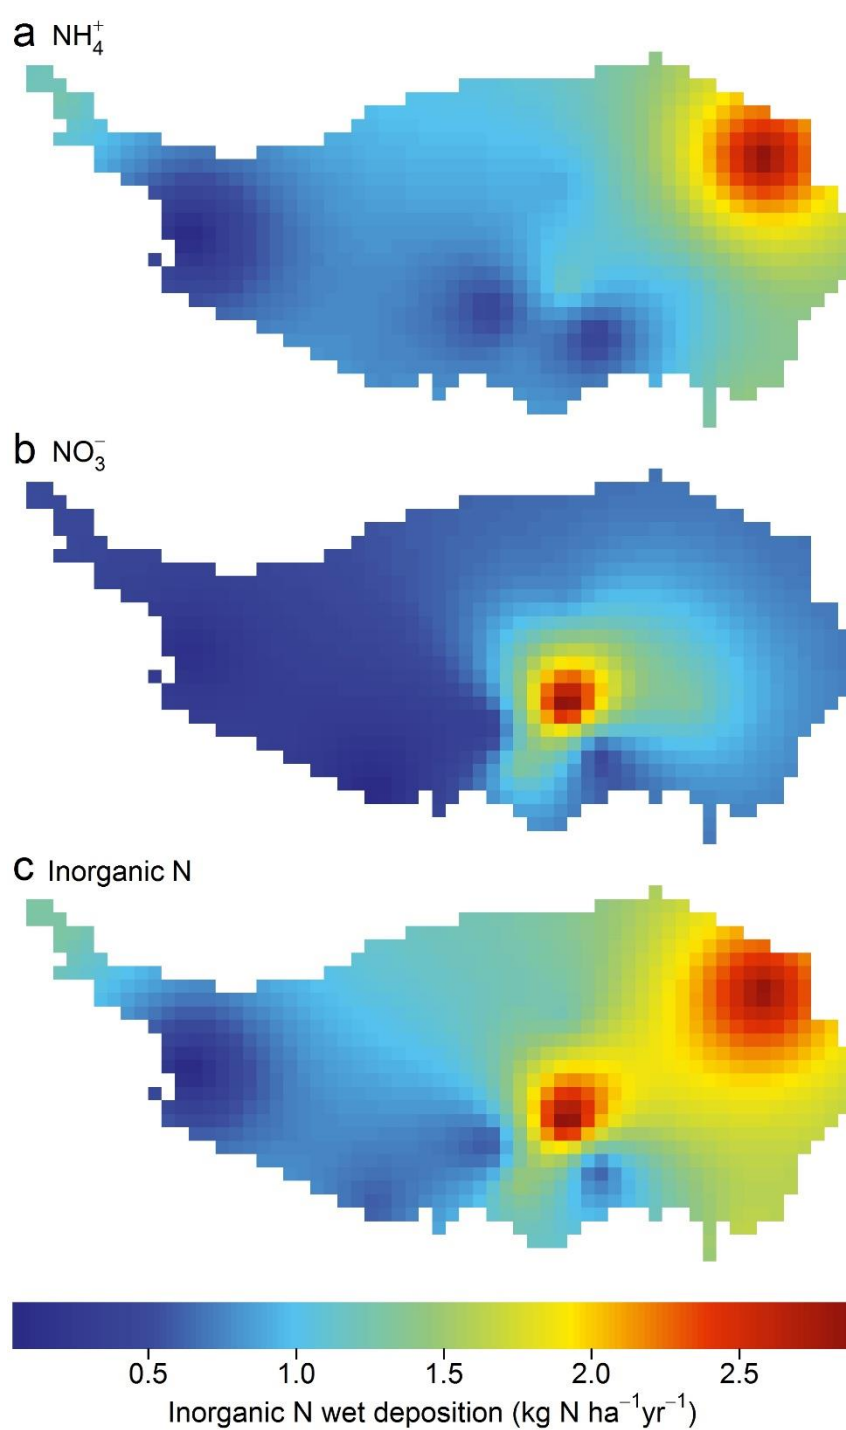 a NH₄⁺
b NO₃⁻
c Inorganic N
0.5 1.0 1.5 2.0 2.5
Inorganic N wet deposition (kg N ha⁻¹yr⁻¹)